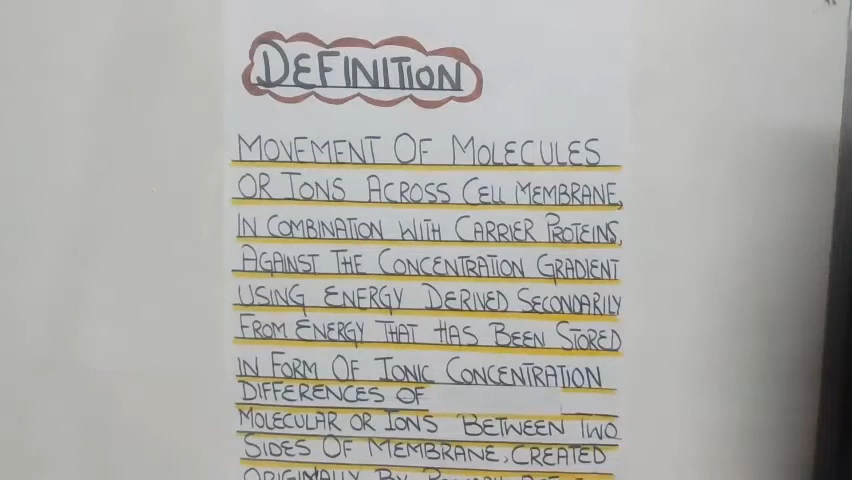 DEFINITION
MOVEMENT OF MOLECULES
OR IONS ACROSS CELL MEMBRANE,
IN COMBINATION WITH CARRIER PROTEINS,
AGAINST THE CONCENTRATION GRADIENT
USING ENERGY DERIVED SECONDARILY
FROM ENERGY THAT HAS BEEN STORED
IN FORM OF IONIC CONCENTRATION
DIFFERENCES OF
MOLECULAR OR IONS BETWEEN TWO
SIDES OF MEMBRANE, CREATED
ORIGINALLY BY